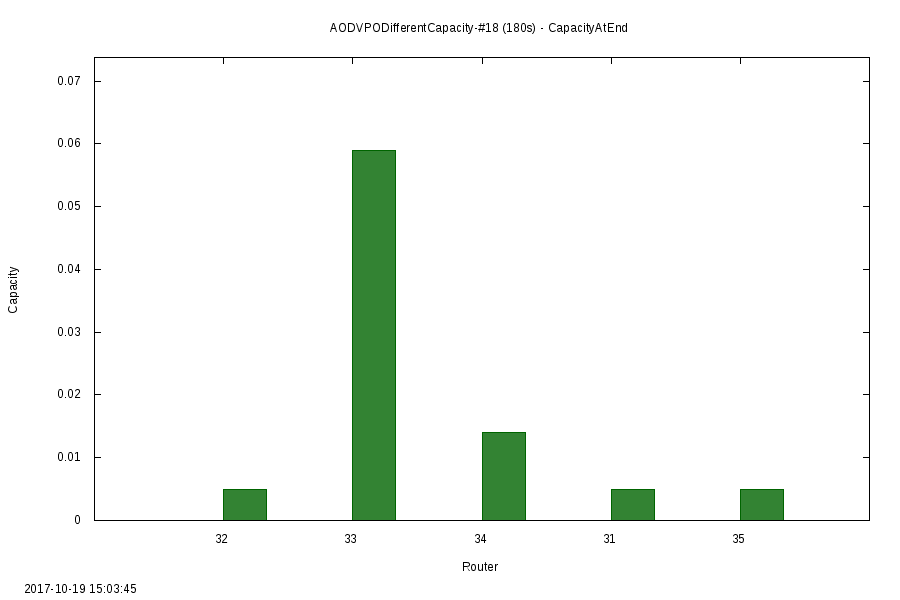 AODVPODifferentCapacity-#18 (180s) - CapacityAtEnd
0.07
0.06
0.05
0.04
0.03
0.02
0.01
0
Capacity
32 33 34 31 35
Router
2017-10-19 15:03:45